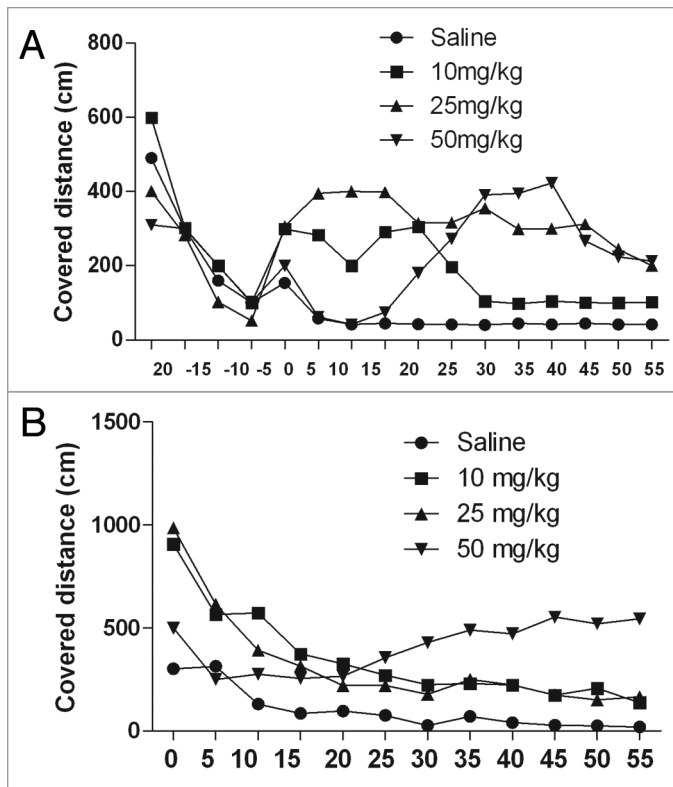 A
Covered distance (cm)
800
600
400
200
0
Saline
10mg/kg
25mg/kg
50mg/kg
20 -15 -10 -5 0 5 10 15 20 25 30 35 40 45 50 55
B
Covered distance (cm)
1500
1000
500
0
Saline
10 mg/kg
25 mg/kg
50 mg/kg
0 5 10 15 20 25 30 35 40 45 50 55